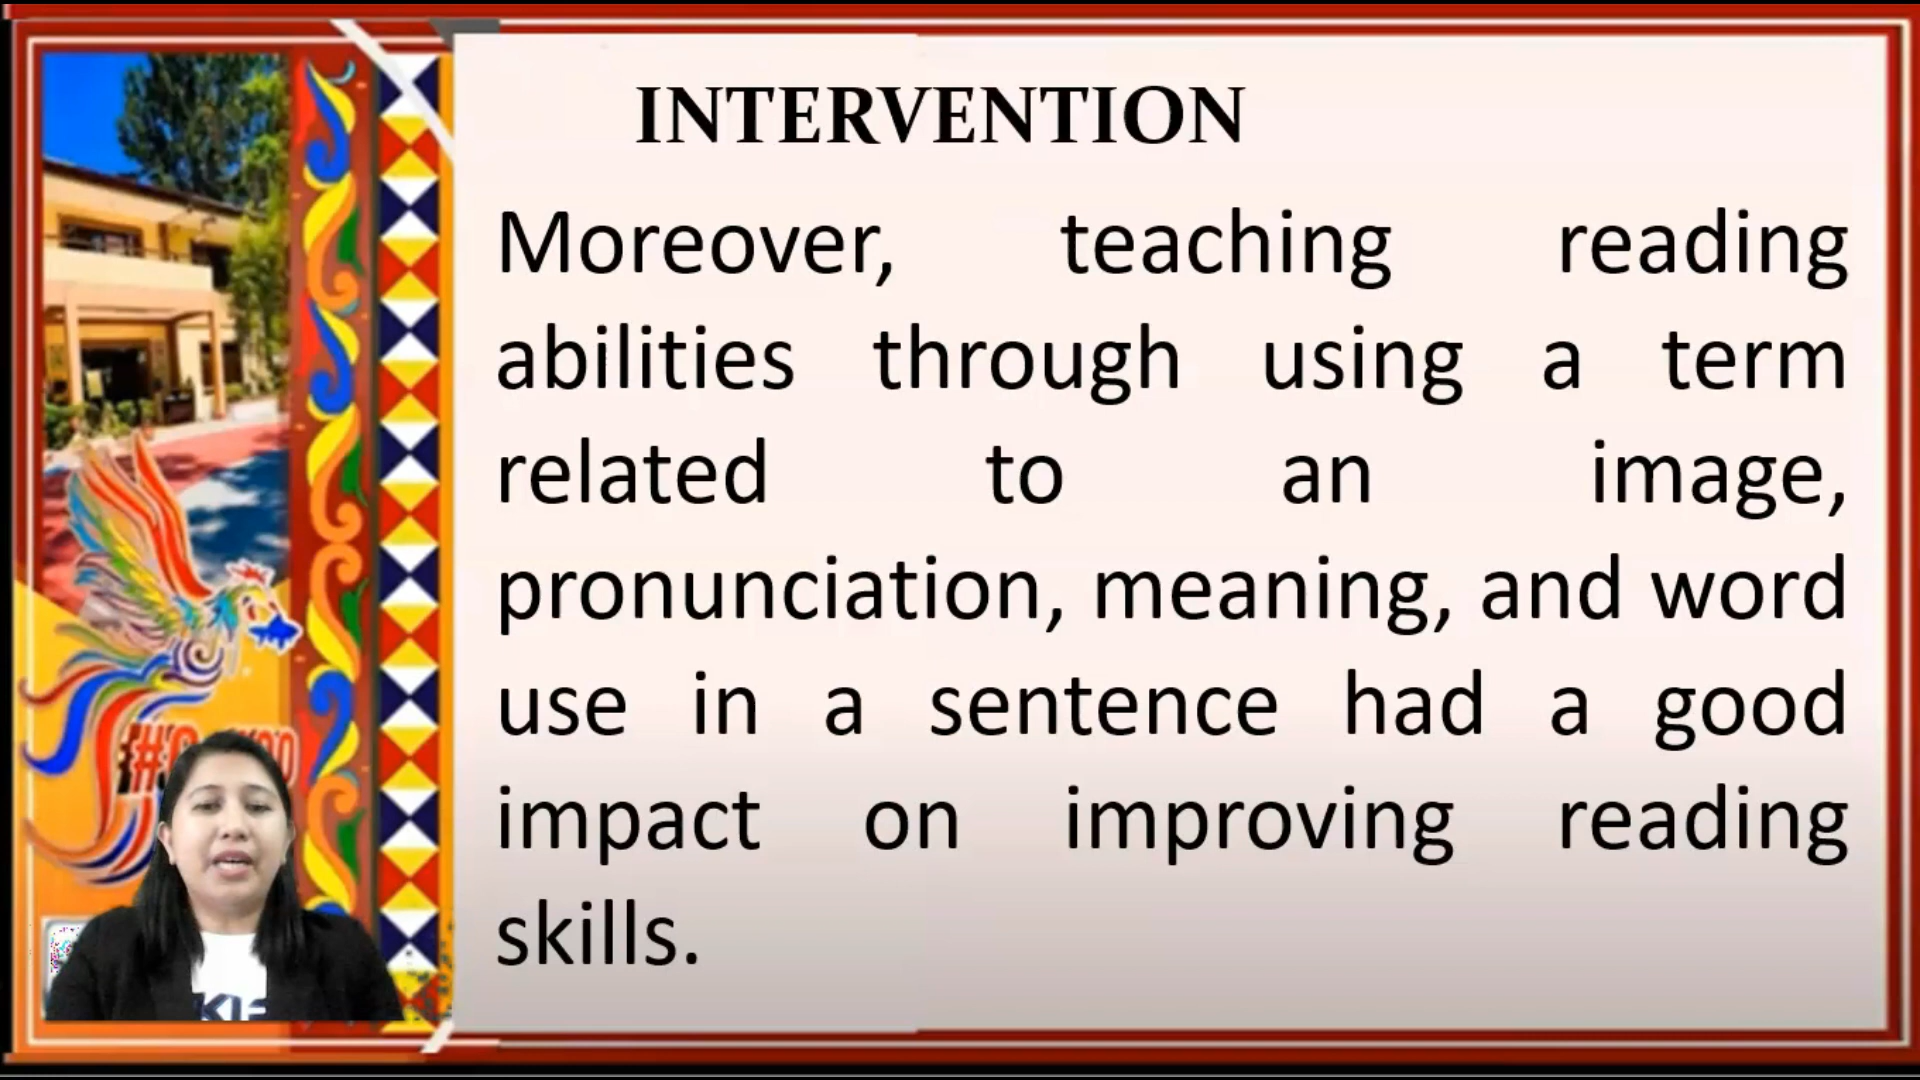 INTERVENTION
Moreover, teaching reading
abilities through using a term
related to an image,
pronunciation, meaning, and word
use in a sentence had a good
impact on improving reading
skills.